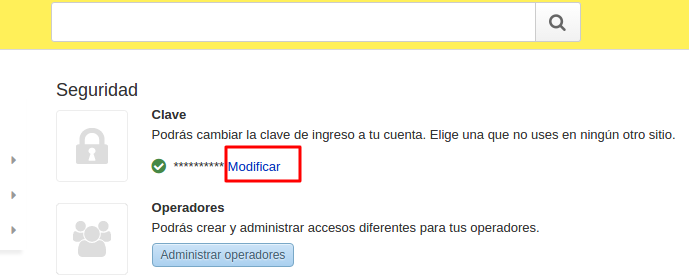 Seguridad
Clave
Podrás cambiar la clave de ingreso a tu cuenta. Elige una que no uses en ningún otro sitio.
********** Modificar
Operadores
Podrás crear y administrar accesos diferentes para tus operadores.
Administrar operadores